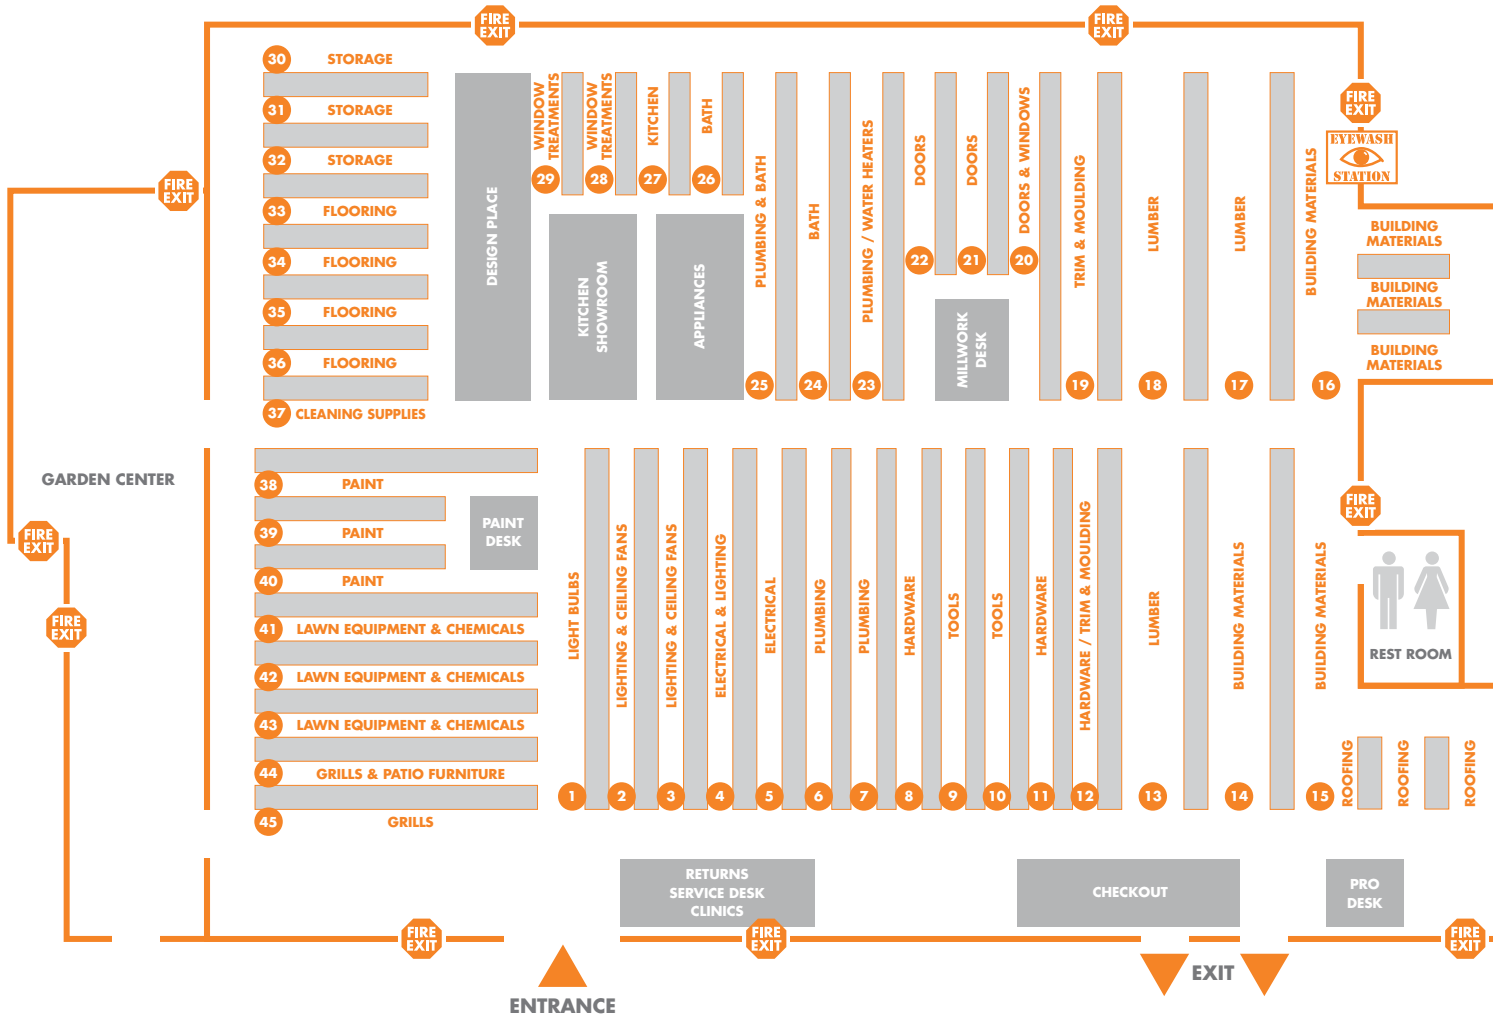 FIRE
EXIT
FIRE
EXIT
30 STORAGE
31 STORAGE
32 STORAGE
33 FLOORING
34 FLOORING
35 FLOORING
36 FLOORING
37 CLEANING SUPPLIES
FIRE
EXIT
DESIGN PLACE
WINDOW
TREATMENTS
29
WINDOW
TREATMENTS
28
KITCHEN
27
BATH
26
KITCHEN
SHOWROOM
APPLIANCES
PLUMBING & BATH
25
BATH
24
PLUMBING / WATER HEATERS
23
DOORS
22
DOORS
21
DOORS & WINDOWS
20
MILLWORK
DESK
TRIM & MOULDING
19
LUMBER
18
LUMBER
17
BUILDING MATERIALS
16
FIRE
EXIT
EYEWASH
STATION
BUILDING
MATERIALS
BUILDING
MATERIALS
BUILDING
MATERIALS
GARDEN CENTER
FIRE
EXIT
FIRE
EXIT
38 PAINT
39 PAINT
40 PAINT
41 LAWN EQUIPMENT & CHEMICALS
42 LAWN EQUIPMENT & CHEMICALS
43 LAWN EQUIPMENT & CHEMICALS
44 GRILLS & PATIO FURNITURE
45 GRILLS
PAINT
DESK
LIGHT BULBS
1
LIGHTING & CEILING FANS
2
LIGHTING & CEILING FANS
3
ELECTRICAL & LIGHTING
4
ELECTRICAL
5
PLUMBING
6
PLUMBING
7
HARDWARE
8
TOOLS
9
TOOLS
10
HARDWARE
11
HARDWARE / TRIM & MOULDING
12
LUMBER
13
BUILDING MATERIALS
14
BUILDING MATERIALS
15
FIRE
EXIT
REST ROOM
ROOFING
ROOFING
ROOFING
RETURNS
SERVICE DESK
CLINICS
CHECKOUT
PRO
DESK
FIRE
EXIT
FIRE
EXIT
FIRE
EXIT
ENTRANCE
EXIT